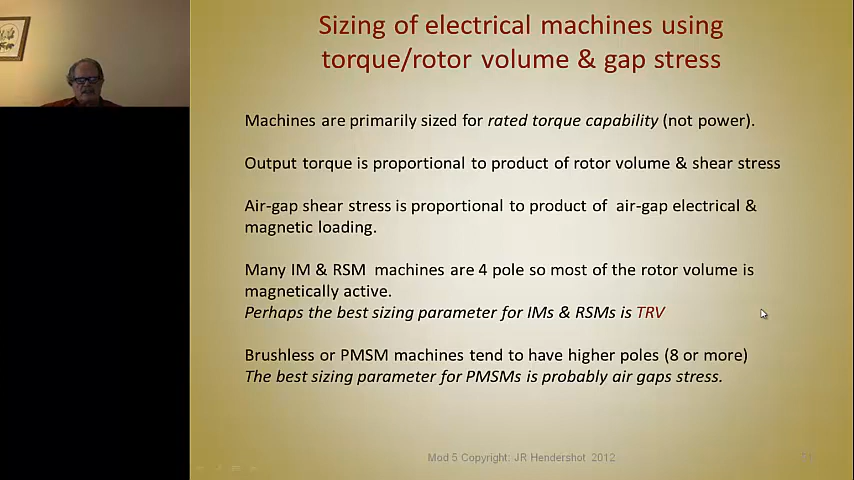 Sizing of electrical machines using
torque/rotor volume & gap stress
Machines are primarily sized for rated torque capability (not power).
Output torque is proportional to product of rotor volume & shear stress
Air-gap shear stress is proportional to product of air-gap electrical &
magnetic loading.
Many IM & RSM machines are 4 pole so most of the rotor volume is
magnetically active.
Perhaps the best sizing parameter for IMs & RSMs is TRV
Brushless or PMSM machines tend to have higher poles (8 or more)
The best sizing parameter for PMSMs is probably air gaps stress.
Mod 5 Copyright: JR Hendershot 2012